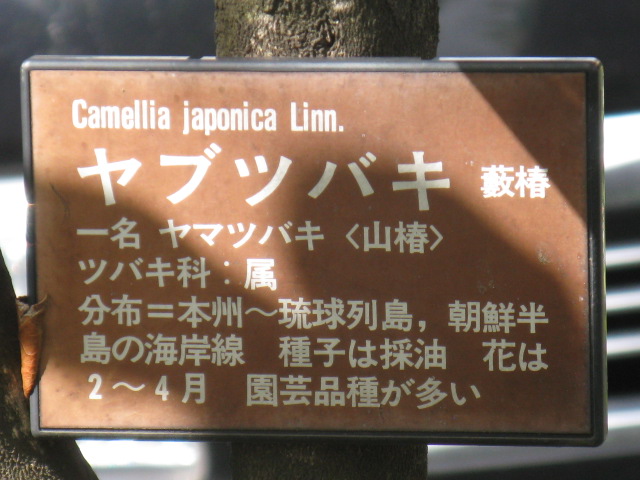 Camellia japonica Linn.
ヤブツバキ 藪椿
一名 ヤマツバキ〈山椿〉
ツバキ科：属
分布＝本州～琉球列島，朝鮮半
島の海岸線　種子は採油　花は
2～4月　園芸品種が多い